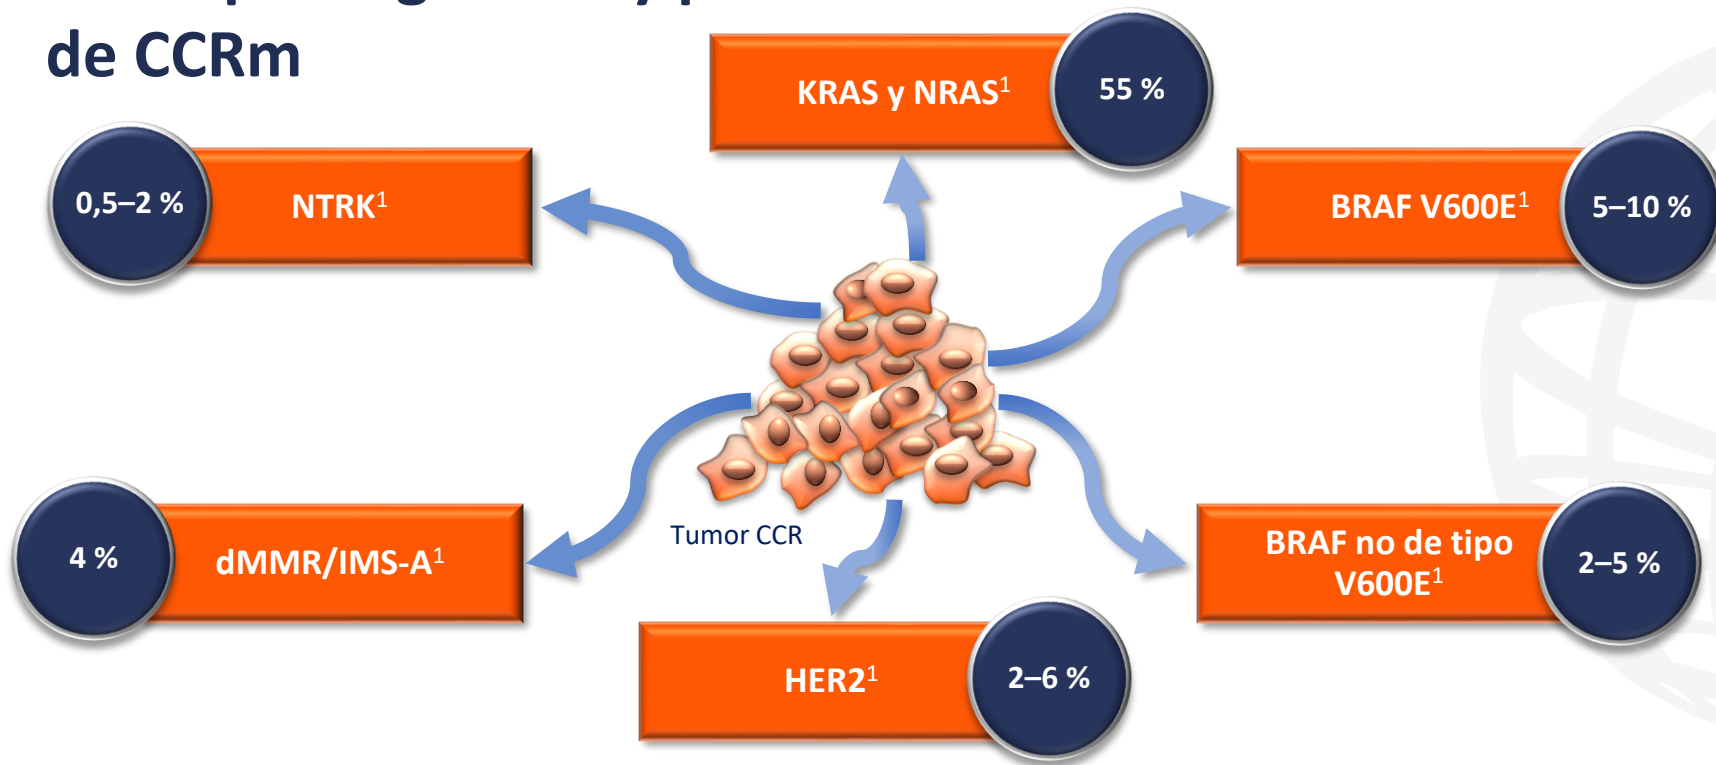 de CCRm
KRAS y NRAS¹
55 %
0,5–2 %
NTRK¹
BRAF V600E¹
5–10 %
Tumor CCR
4 %
dMMR/IMS-A¹
BRAF no de tipo
V600E¹
2–5 %
HER2¹
2–6 %